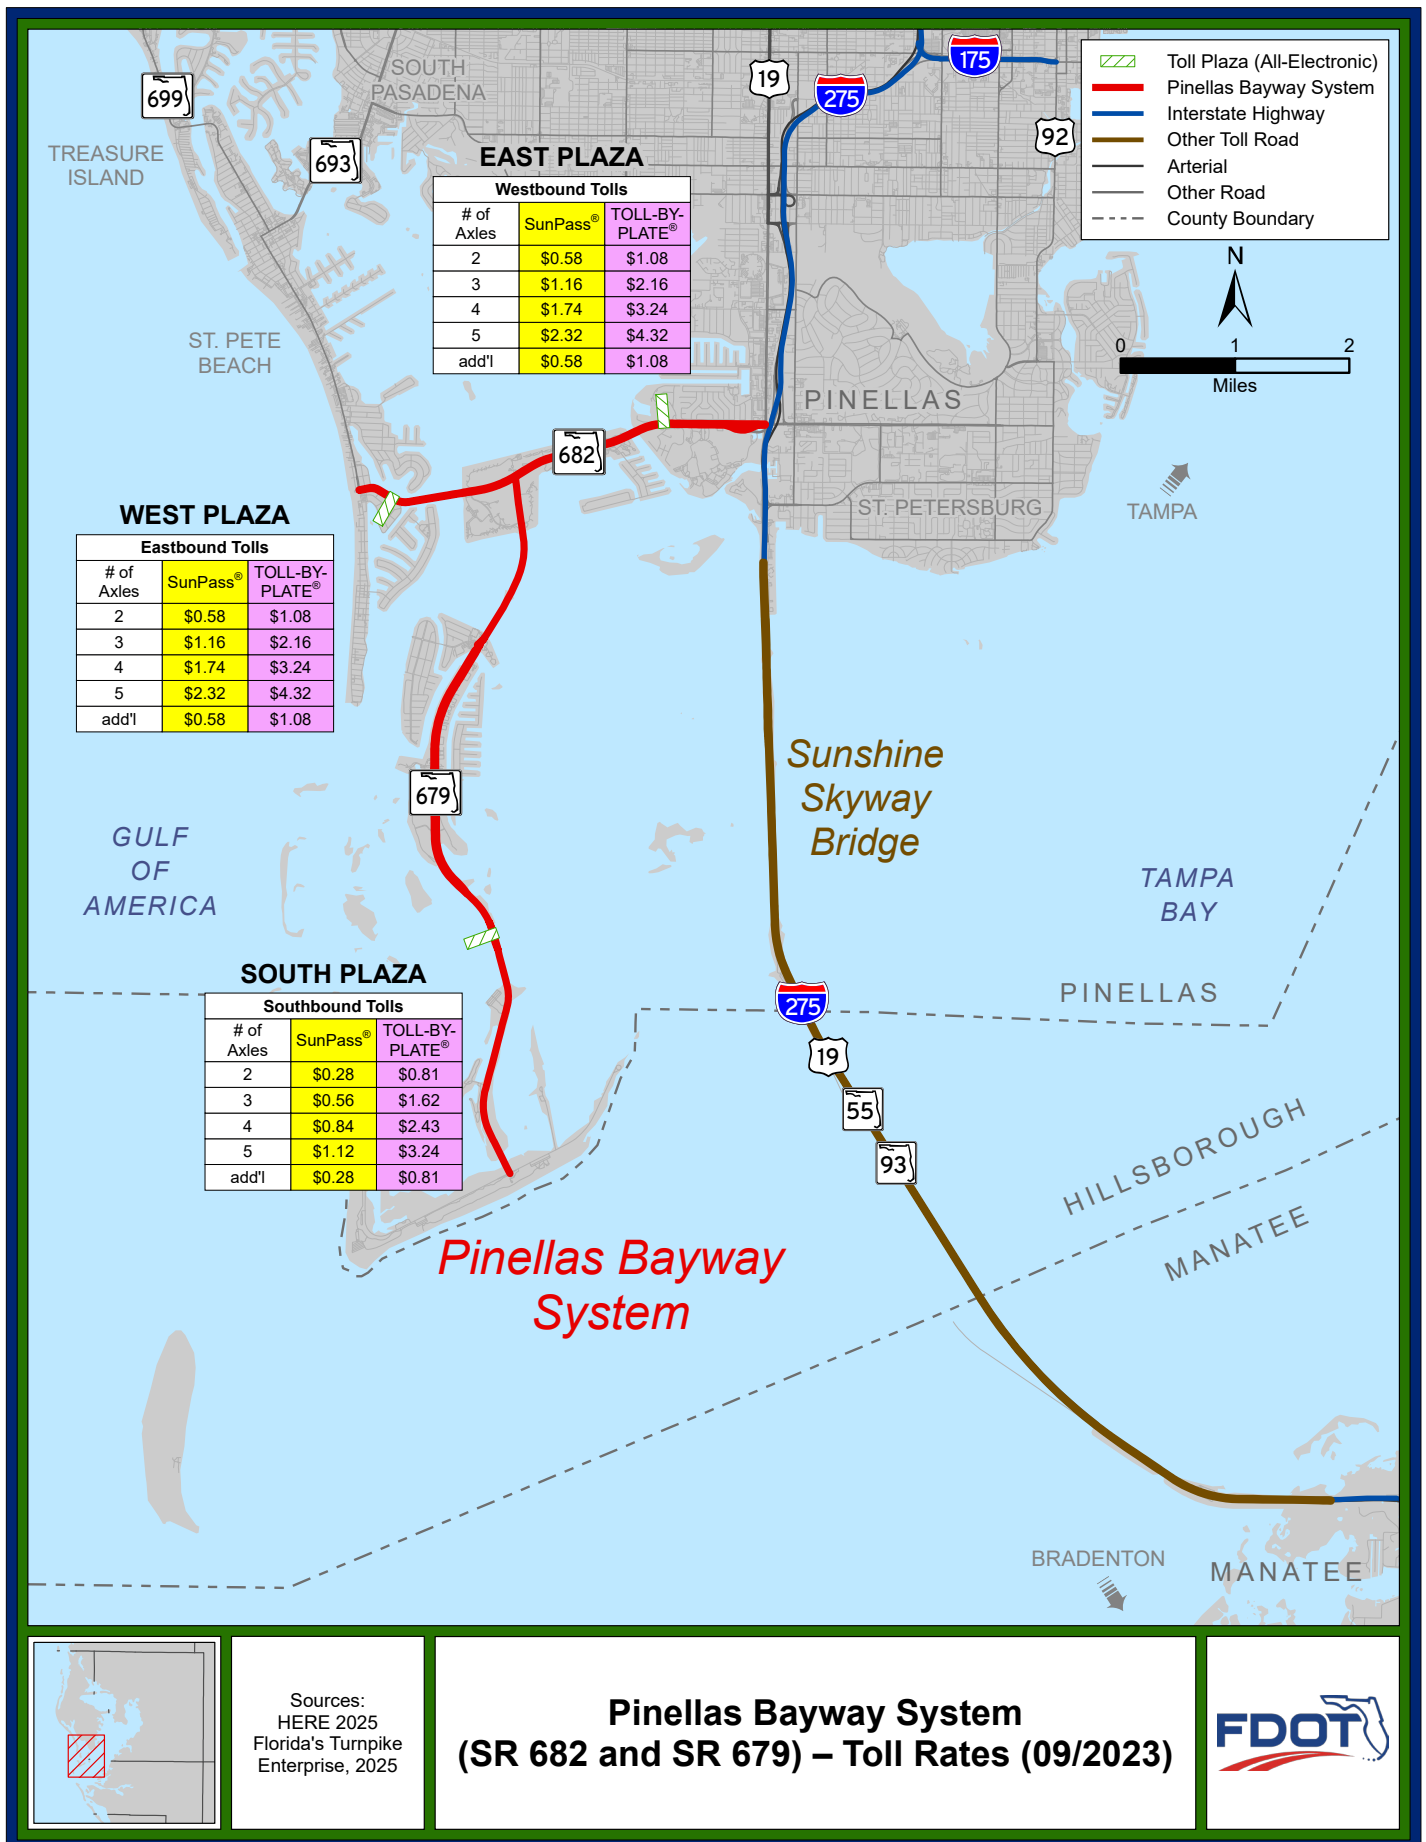 699
693
SOUTH
PASADENA
TREASURE
ISLAND
19
275
175
92
Toll Plaza (All-Electronic)
Pinellas Bayway System
Interstate Highway
Other Toll Road
Arterial
Other Road
County Boundary
N
0 1 2
Miles
EAST PLAZA
Westbound Tolls
# of Axles SunPass® TOLL-BY-PLATE®
2 $0.58 $1.08
3 $1.16 $2.16
4 $1.74 $3.24
5 $2.32 $4.32
add'l $0.58 $1.08
ST. PETE
BEACH
PINELLAS
682
ST. PETERSBURG
TAMPA
WEST PLAZA
Eastbound Tolls
# of Axles SunPass® TOLL-BY-PLATE®
2 $0.58 $1.08
3 $1.16 $2.16
4 $1.74 $3.24
5 $2.32 $4.32
add'l $0.58 $1.08
679
Sunshine
Skyway
Bridge
GULF
OF
AMERICA
TAMPA
BAY
SOUTH PLAZA
Southbound Tolls
# of Axles SunPass® TOLL-BY-PLATE®
2 $0.28 $0.81
3 $0.56 $1.62
4 $0.84 $2.43
5 $1.12 $3.24
add'l $0.28 $0.81
PINELLAS
275
19
55
93
HILLSBOROUGH
MANATEE
Pinellas Bayway
System
BRADENTON
MANATEE
Sources:
HERE 2025
Florida's Turnpike
Enterprise, 2025
Pinellas Bayway System
(SR 682 and SR 679) – Toll Rates (09/2023)
FDOT